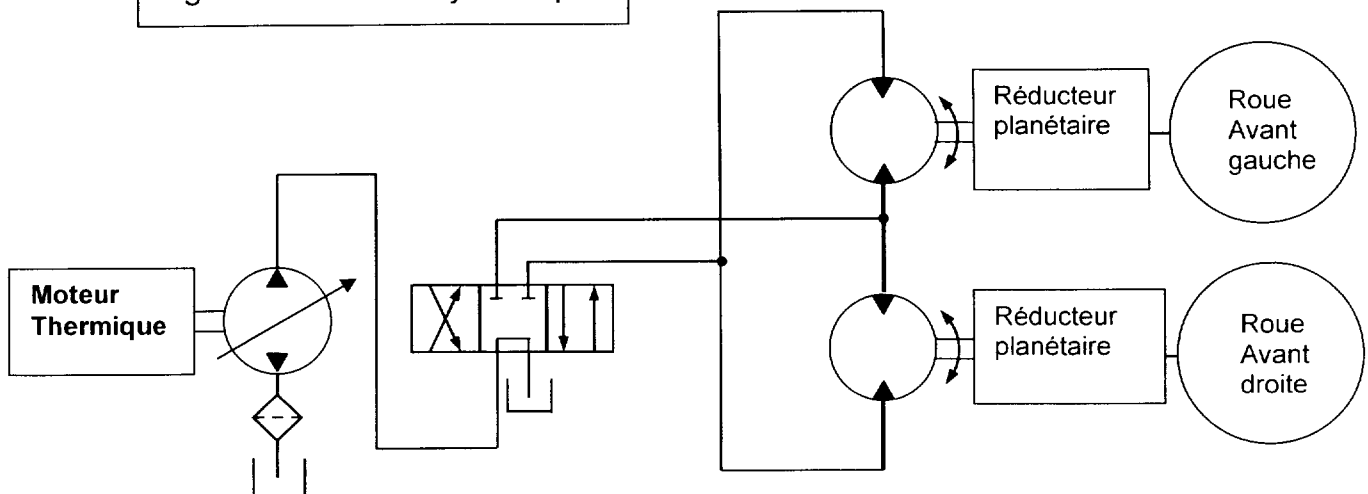 Moteur
Thermique
Réducteur
planétaire
Roue
Avant
gauche
Réducteur
planétaire
Roue
Avant
droite